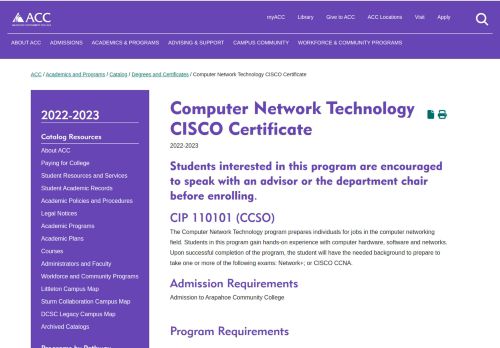 myACC Library Give to ACC ACC Locations Visit Apply
ACC
ABOUT ACC ADMISSIONS ACADEMICS & PROGRAMS ADVISING & SUPPORT CAMPUS COMMUNITY WORKFORCE & COMMUNITY PROGRAMS
ACC / Academics and Programs / Catalog / Degrees and Certificates / Computer Network Technology CISCO Certificate
2022-2023
Catalog Resources
About ACC
Paying for College
Student Resources and Services
Student Academic Records
Academic Policies and Procedures
Legal Notices
Academic Programs
Academic Plans
Courses
Administrators and Faculty
Workforce and Community Programs
Littleton Campus Map
Sturm Collaboration Campus Map
DCSC Legacy Campus Map
Archived Catalogs
Programs by Pathway
Computer Network Technology
CISCO Certificate
2022-2023
Students interested in this program are encouraged
to speak with an advisor or the department chair
before enrolling.
CIP 110101 (CCSO)
The Computer Network Technology program prepares individuals for jobs in the computer networking
field. Students in this program gain hands-on experience with computer hardware, software and networks.
Upon successful completion of the program, the student will have the needed background to prepare to
take one or more of the following exams: Network+; or CISCO CCNA.
Admission Requirements
Admission to Arapahoe Community College
Program Requirements